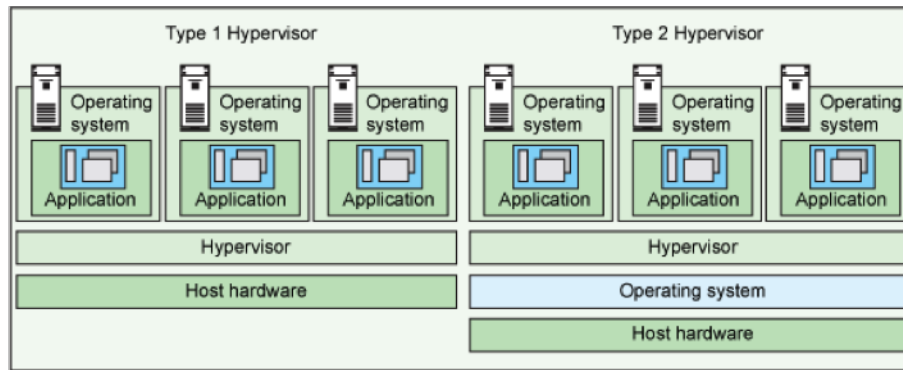 Type 1 Hypervisor
Operating
system
Application
Operating
system
Application
Operating
system
Application
Hypervisor
Host hardware
Type 2 Hypervisor
Operating
system
Application
Operating
system
Application
Operating
system
Application
Hypervisor
Operating system
Host hardware